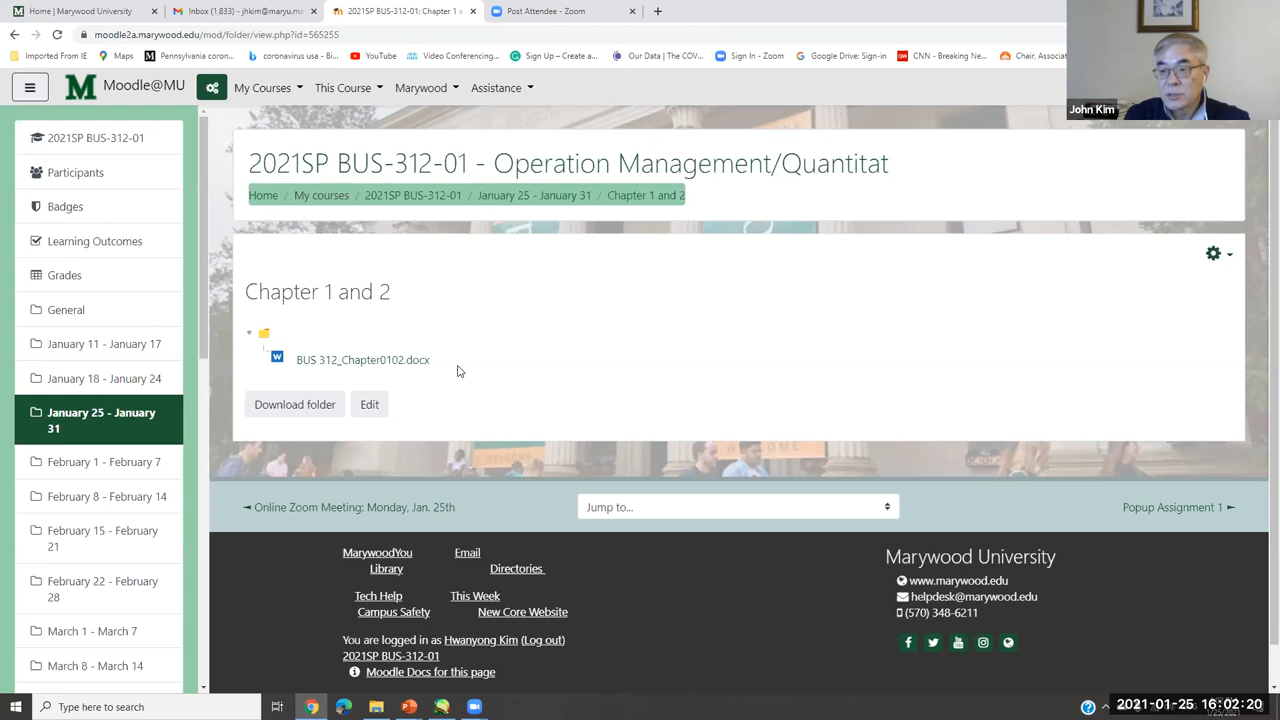 Home | Marywood University
Inbox (1,833) - jhkim@maryu.m
2021SP BUS-312-01: Chapter 1 a
Post Attendee - Zoom
moodle2a.marywood.edu/mod/folder/view.php?id=565255
Imported From IE
Maps
Pennsylvania coron...
coronavirus usa - Bi...
YouTube
Video Conferencing...
Sign Up – Create a...
Our Data | The COV...
Sign In - Zoom
Google Drive: Sign-in
CNN - Breaking Ne...
Chair, Associat
John Kim
Moodle@MU
My Courses
This Course
Marywood
Assistance
2021SP BUS-312-01
Participants
Badges
Learning Outcomes
Grades
General
January 11 - January 17
January 18 - January 24
January 25 - January
31
February 1 - February 7
February 8 - February 14
February 15 - February
21
February 22 - February
28
March 1 - March 7
March 8 - March 14
2021SP BUS-312-01 - Operation Management/Quantitat
Home / My courses / 2021SP BUS-312-01 / January 25 - January 31 / Chapter 1 and 2
Chapter 1 and 2
BUS 312_Chapter0102.docx
Download folder
Edit
◄ Online Zoom Meeting: Monday, Jan. 25th
Jump to...
Popup Assignment 1 ►
MarywoodYou
Email
Library
Directories
Tech Help
This Week
Campus Safety
New Core Website
You are logged in as Hwanyong Kim (Log out)
2021SP BUS-312-01
Moodle Docs for this page
Marywood University
www.marywood.edu
helpdesk@marywood.edu
(570) 348-6211
Type here to search
2021-01-25 16:02:20